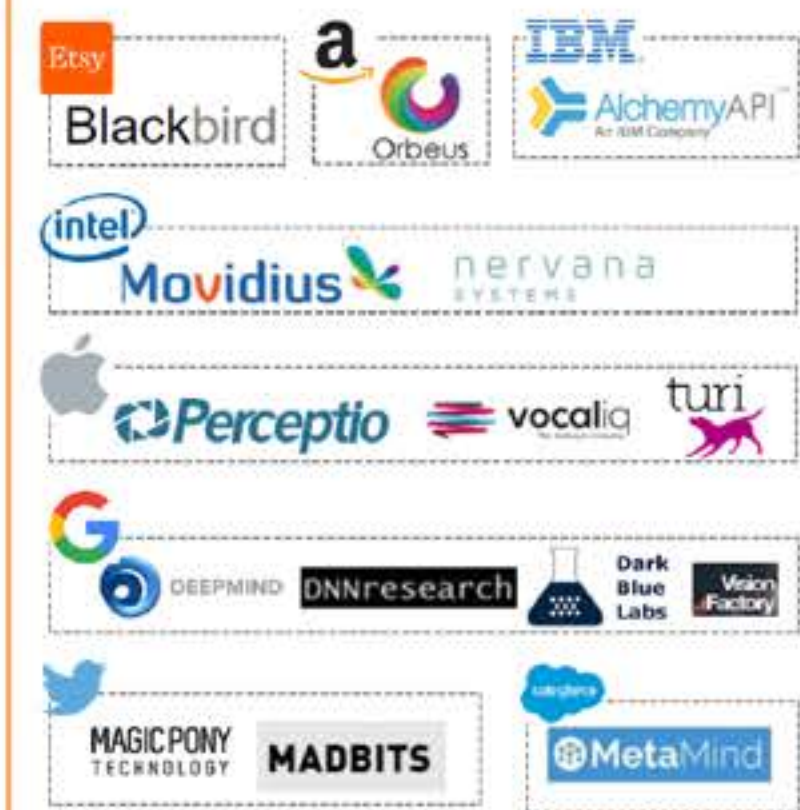 Etsy
Blackbird
a
Orbeus
IBM
AlchemyAPI
An IBM Company
intel
Movidius
nervana
SYSTEMS
Perceptio
vocaliq
turi
G
DEEPMIND
DNNresearch
Dark
Blue
Labs
Vision
Factory
MAGIC PONY
TECHNOLOGY
MADBITS
salesforce
MetaMind